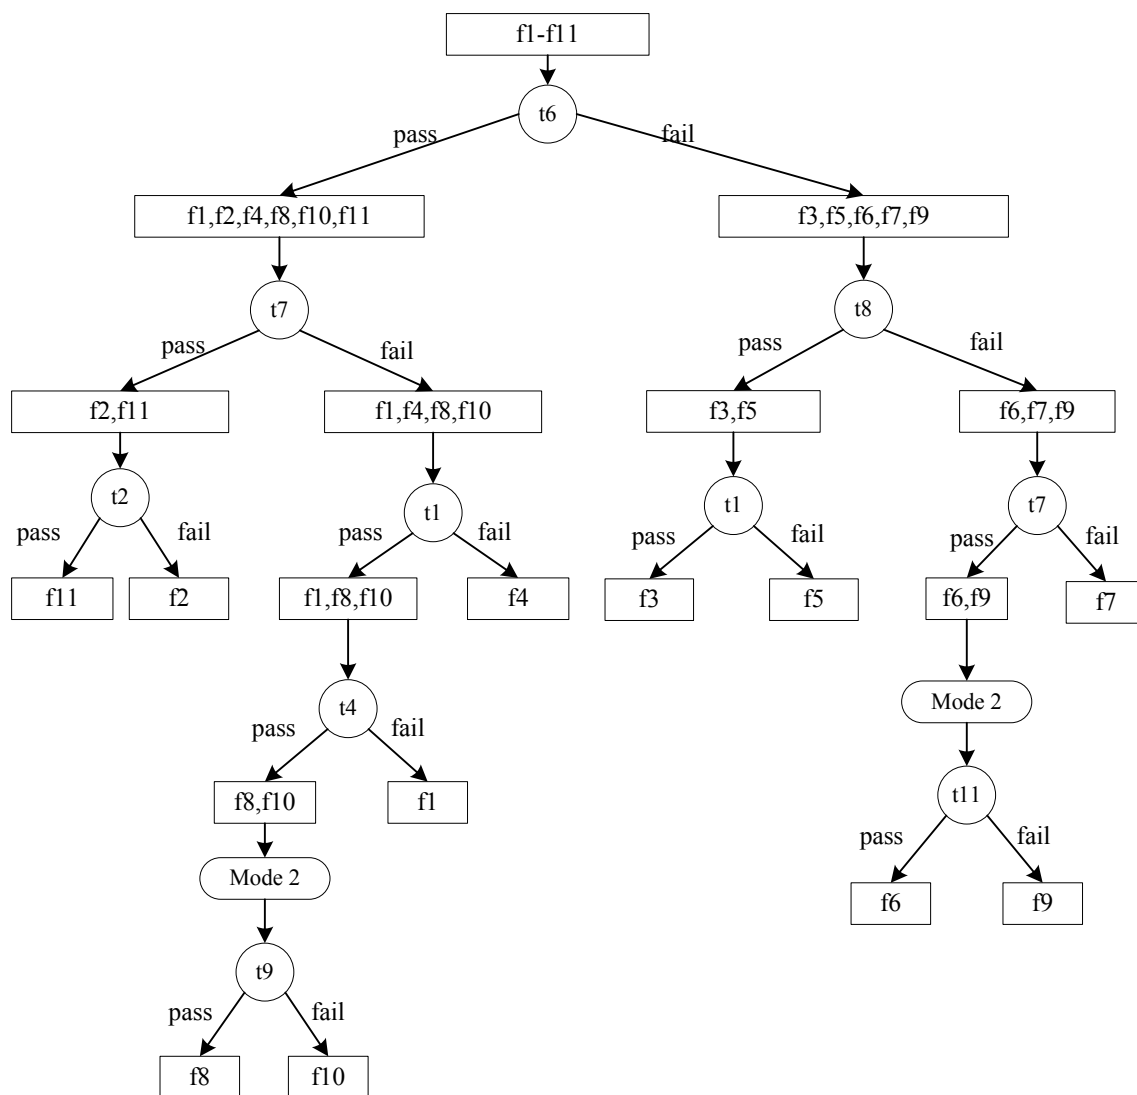 f1-f11
t6
pass
fail
f1,f2,f4,f8,f10,f11
f3,f5,f6,f7,f9
t7
t8
pass
fail
pass
fail
f2,f11
f1,f4,f8,f10
f3,f5
f6,f7,f9
t2
t1
t1
t7
pass
fail
pass
fail
pass
fail
pass
fail
f11
f2
f1,f8,f10
f4
f3
f5
f6,f9
f7
t4
Mode 2
pass
fail
f8,f10
f1
t11
pass
fail
Mode 2
f6
f9
t9
pass
fail
f8
f10